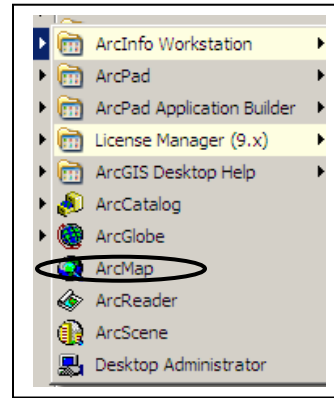 ArcInfo Workstation
ArcPad
ArcPad Application Builder
License Manager (9.x)
ArcGIS Desktop Help
ArcCatalog
ArcGlobe
ArcMap
ArcReader
ArcScene
Desktop Administrator